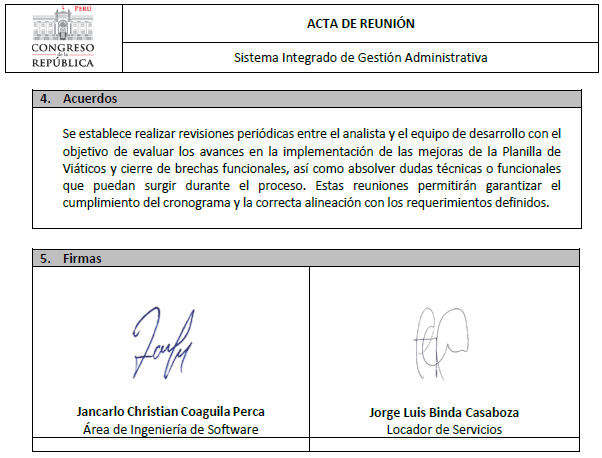 PERÚ
CONGRESO
de la
REPÚBLICA
ACTA DE REUNIÓN
Sistema Integrado de Gestión Administrativa
4. Acuerdos
Se establece realizar revisiones periódicas entre el analista y el equipo de desarrollo con el
objetivo de evaluar los avances en la implementación de las mejoras de la Planilla de
Viáticos y cierre de brechas funcionales, así como absolver dudas técnicas o funcionales
que puedan surgir durante el proceso. Estas reuniones permitirán garantizar el
cumplimiento del cronograma y la correcta alineación con los requerimientos definidos.
5. Firmas
Jancarlo Christian Coaguila Perca
Área de Ingeniería de Software
Jorge Luis Binda Casaboza
Locador de Servicios